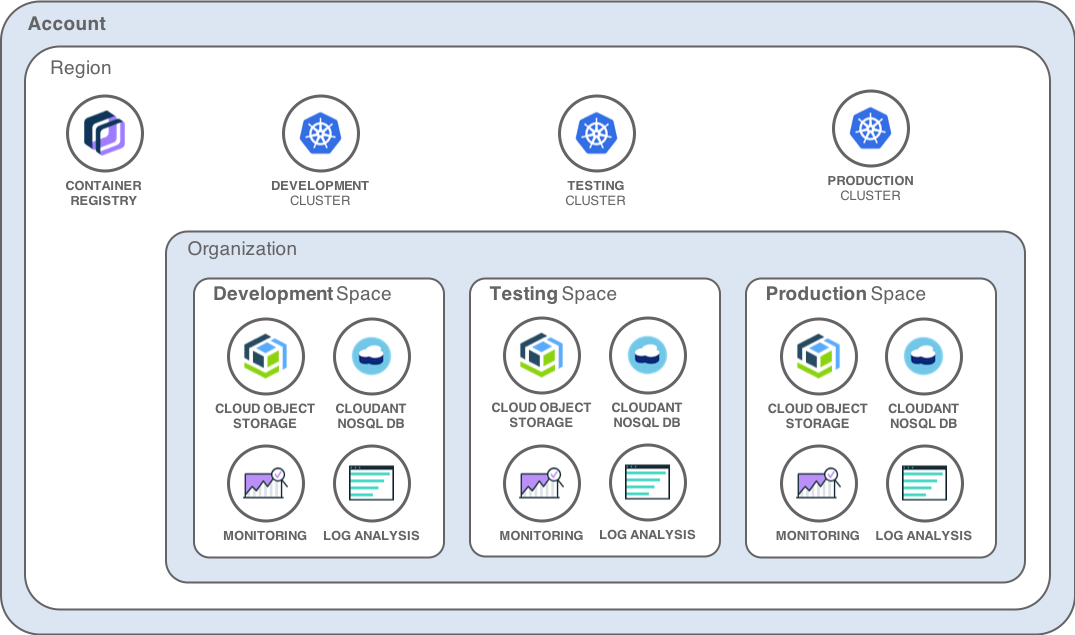 Account
Region
CONTAINER
REGISTRY
DEVELOPMENT
CLUSTER
TESTING
CLUSTER
PRODUCTION
CLUSTER
Organization
Development Space
CLOUD OBJECT
STORAGE
CLOUDANT
NOSQL DB
MONITORING
LOG ANALYSIS
Testing Space
CLOUD OBJECT
STORAGE
CLOUDANT
NOSQL DB
MONITORING
LOG ANALYSIS
Production Space
CLOUD OBJECT
STORAGE
CLOUDANT
NOSQL DB
MONITORING
LOG ANALYSIS